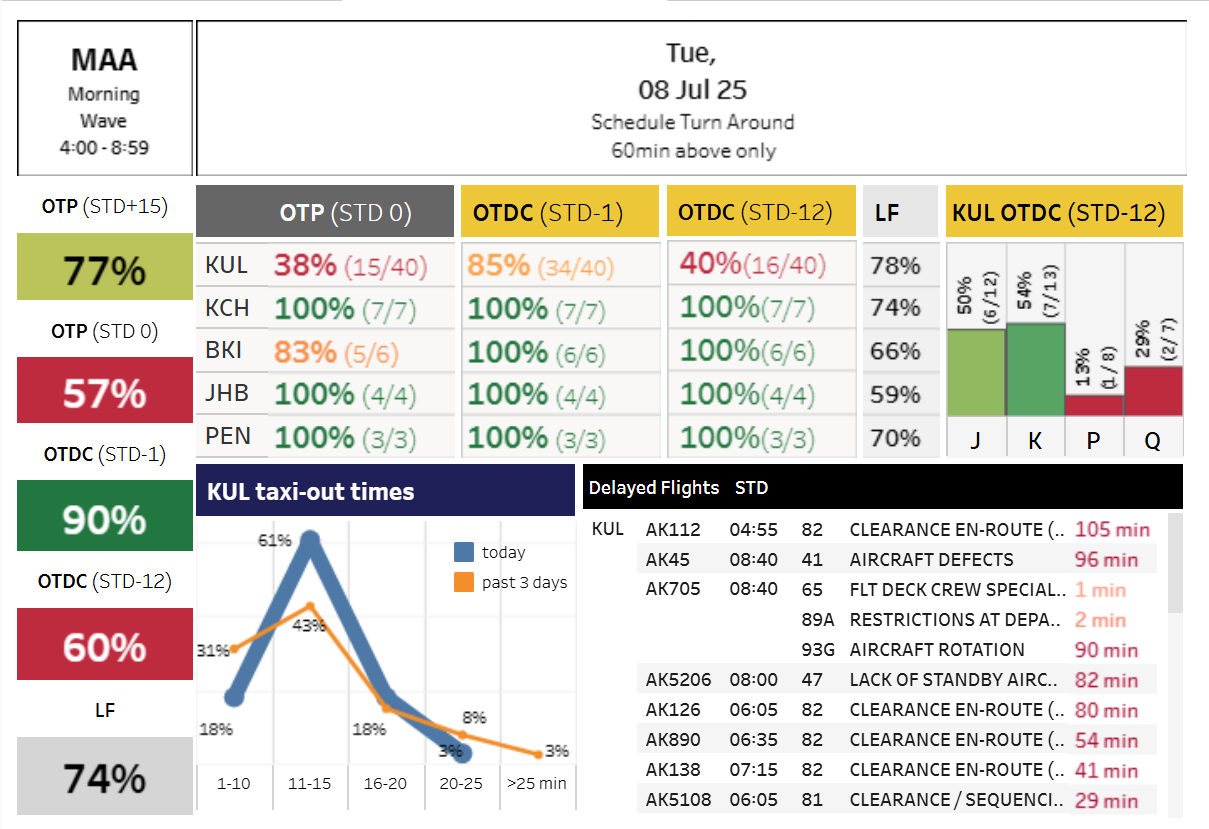 MAA
Morning
Wave
4:00 - 8:59
Tue,
08 Jul 25
Schedule Turn Around
60min above only
OTP (STD+15)
77%
OTP (STD 0)
57%
OTDC (STD-1)
90%
OTDC (STD-12)
60%
LF
74%
OTP (STD 0) OTDC (STD-1) OTDC (STD-12) LF
KUL 38% (15/40) 85% (34/40) 40%(16/40) 78%
KCH 100% (7/7) 100% (7/7) 100%(7/7) 74%
BKI 83% (5/6) 100% (6/6) 100%(6/6) 66%
JHB 100% (4/4) 100% (4/4) 100%(4/4) 59%
PEN 100% (3/3) 100% (3/3) 100%(3/3) 70%
KUL OTDC (STD-12)
50%
(6/12)
54%
(7/13)
13%
(1/8)
29%
(2/7)
J K P Q
KUL taxi-out times
today
past 3 days
61%
43%
31%
18%
18%
8%
3%
3%
1-10 11-15 16-20 20-25 >25 min
Delayed Flights STD
KUL AK112 04:55 82 CLEARANCE EN-ROUTE (.. 105 min
AK45 08:40 41 AIRCRAFT DEFECTS 96 min
AK705 08:40 65 FLT DECK CREW SPECIAL.. 1 min
89A RESTRICTIONS AT DEPA.. 2 min
93G AIRCRAFT ROTATION 90 min
AK5206 08:00 47 LACK OF STANDBY AIRC.. 82 min
AK126 06:05 82 CLEARANCE EN-ROUTE (.. 80 min
AK890 06:35 82 CLEARANCE EN-ROUTE (.. 54 min
AK138 07:15 82 CLEARANCE EN-ROUTE (.. 41 min
AK5108 06:05 81 CLEARANCE / SEQUENCI.. 29 min